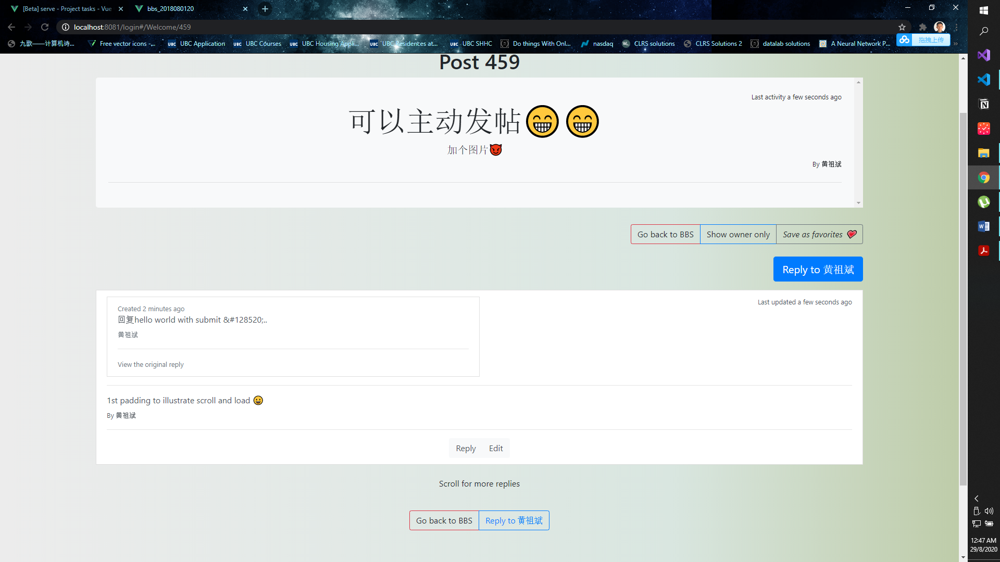 [Beta] serve - Project tasks - Vue
bbs_2018080120
localhost:8081/login#/Welcome/459
九歌——计算机诗...
Free vector icons -...
UBC Application
UBC Courses
UBC Housing Appli...
UBC Residences at...
UBC SHHC
Do things With Onl...
nasdaq
CLRS solutions
CLRS Solutions 2
datalab solutions
A Neural Network P...
拖拽上传
Post 459
Last activity a few seconds ago
可以主动发帖😁😁
加个图片😈
By 黄祖斌
Go back to BBS
Show owner only
Save as favorites 💗
Reply to 黄祖斌
Created 2 minutes ago
Last updated a few seconds ago
回复hello world with submit &#128520;..
黄祖斌
View the original reply
1st padding to illustrate scroll and load 😀
By 黄祖斌
Reply
Edit
Scroll for more replies
Go back to BBS
Reply to 黄祖斌
12:47 AM
29/8/2020